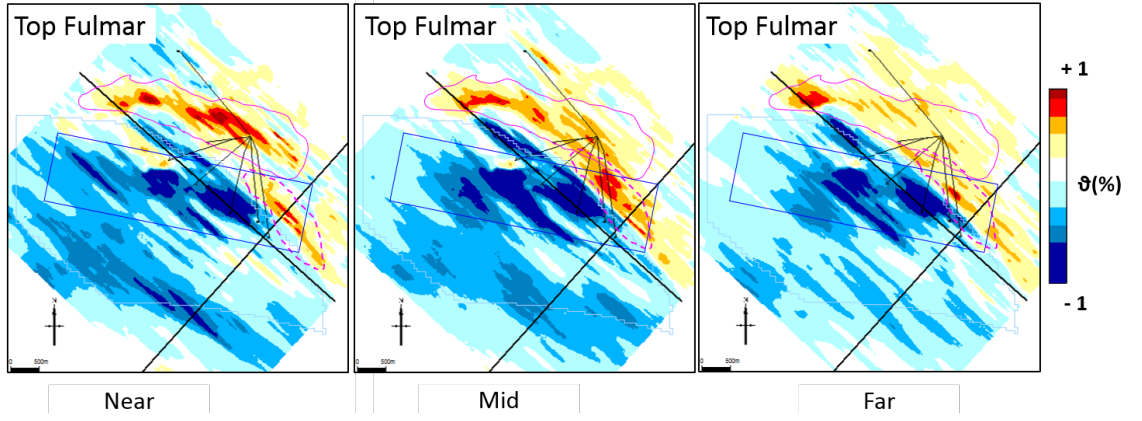 Top Fulmar
Top Fulmar
Top Fulmar
+ 1
ϑ(%)
- 1
N
N
N
0 500m
0 500m
0 500m
Near
Mid
Far